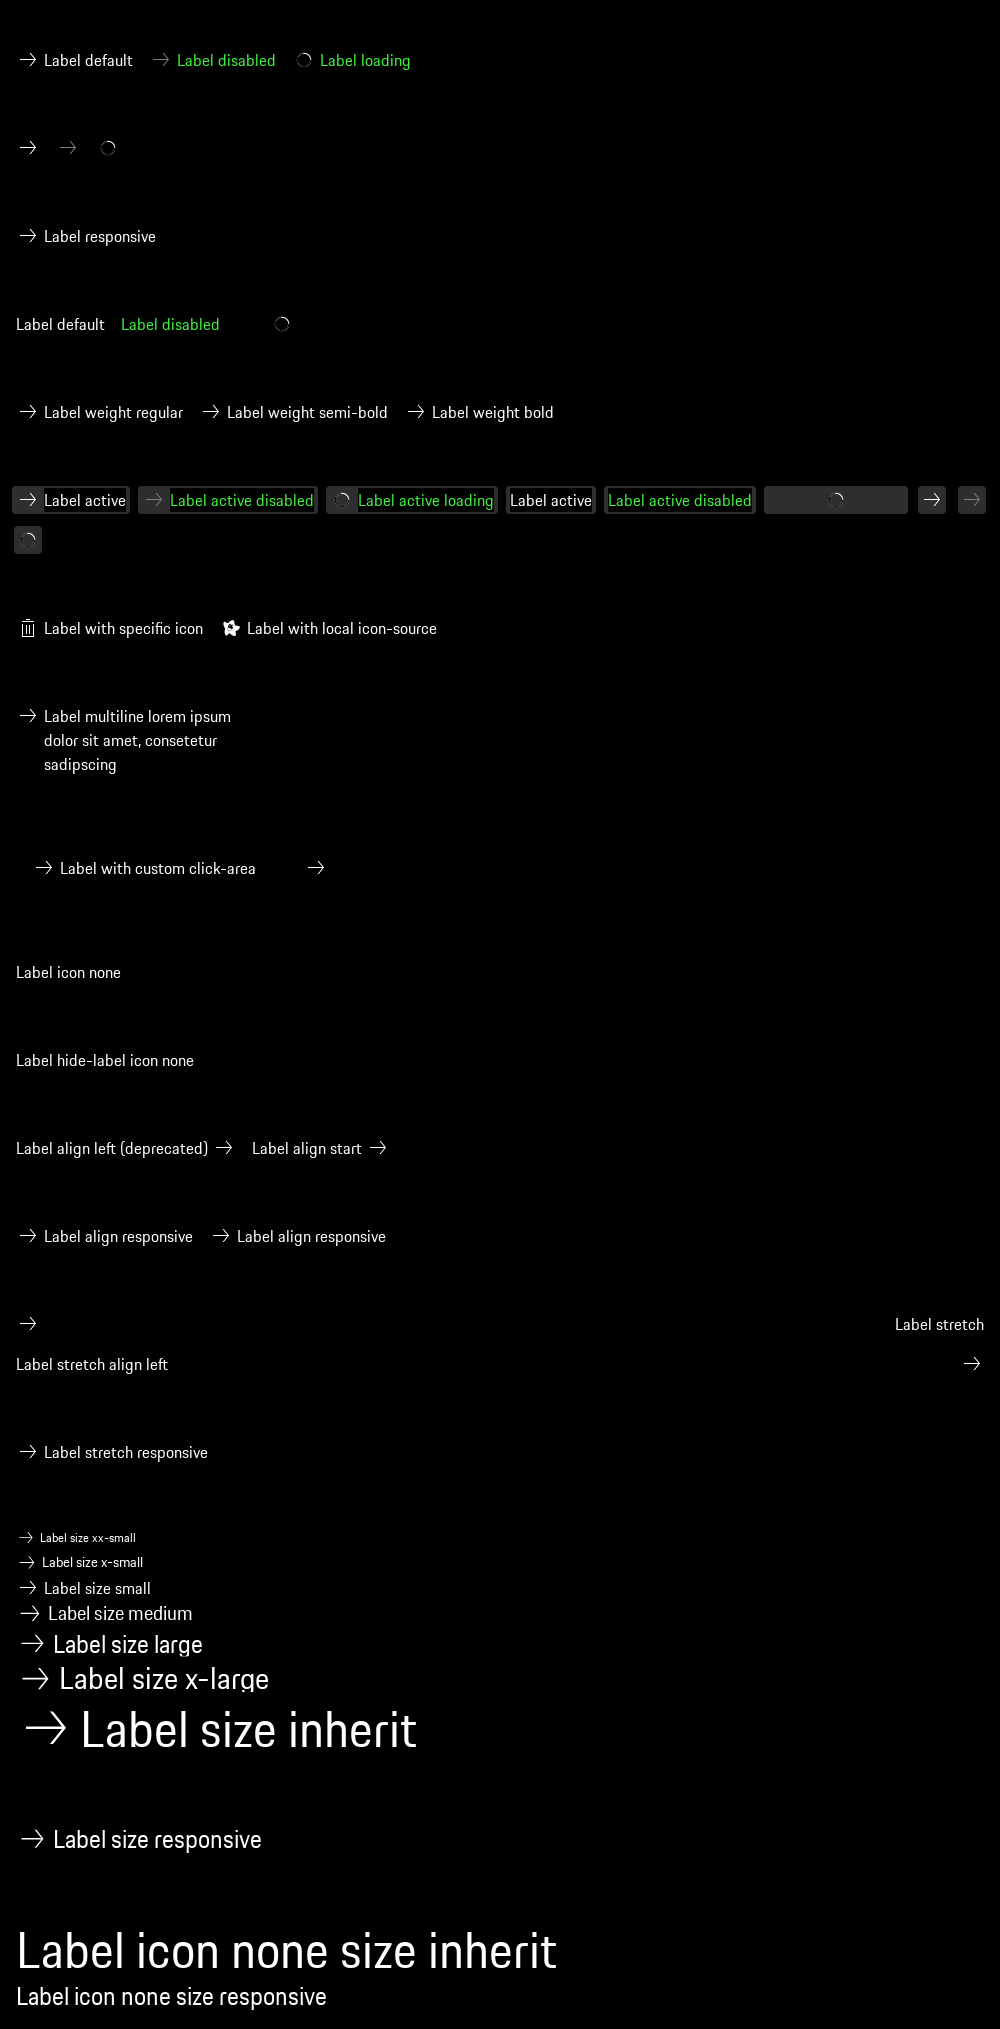 Label default Label disabled Label loading
Label responsive
Label default Label disabled
Label weight regular Label weight semi-bold Label weight bold
Label active Label active disabled Label active loading Label active Label active disabled
Label with specific icon Label with local icon-source
Label multiline lorem ipsum
dolor sit amet, consetetur
sadipscing
Label with custom click-area
Label icon none
Label hide-label icon none
Label align left (deprecated) Label align start
Label align responsive Label align responsive
Label stretch
Label stretch align left
Label stretch responsive
Label size xx-small
Label size x-small
Label size small
Label size medium
Label size large
Label size x-large
Label size inherit
Label size responsive
Label icon none size inherit
Label icon none size responsive